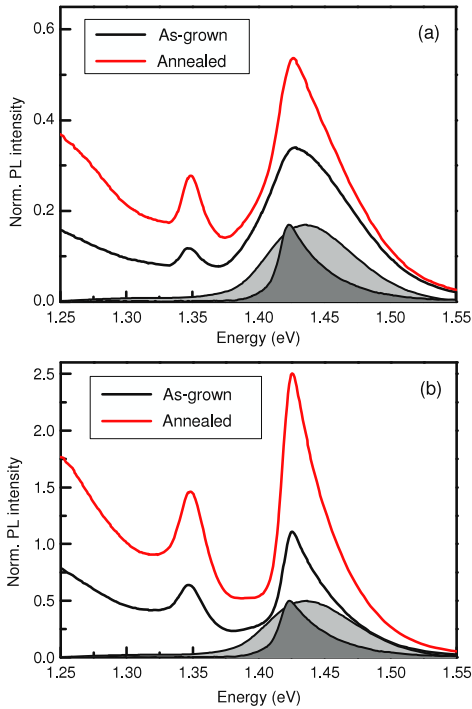 0.6
As-grown
Annealed
(a)
Norm. PL intensity
0.4
0.2
0.0
1.25 1.30 1.35 1.40 1.45 1.50 1.55
Energy (eV)
2.5
As-grown
Annealed
(b)
Norm. PL intensity
2.0
1.5
1.0
0.5
0.0
1.25 1.30 1.35 1.40 1.45 1.50 1.55
Energy (eV)